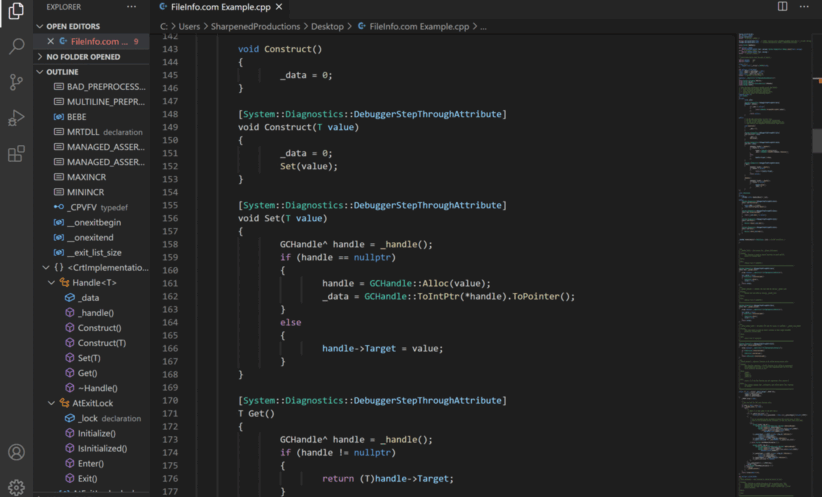 EXPLORER
···
FileInfo.com Example.cpp ×
OPEN EDITORS
FileInfo.com ... 9
NO FOLDER OPENED
OUTLINE
BAD_PREPROCESS...
MULTILINE_PREPR...
BEBE
MRTDLL declaration
MANAGED_ASSER...
MANAGED_ASSER...
MAXINCR
MININCR
_CPVFV typedef
__onexitbegin
__onexitend
__exit_list_size
{} <CrtImplementatio...
Handle<T>
_data
_handle()
Construct()
Construct(T)
Set(T)
Get()
~Handle()
AtExitLock
_lock declaration
Initialize()
IsInitialized()
Enter()
Exit()
C: > Users > SharpenedProductions > Desktop > FileInfo.com Example.cpp > ...
142
143 void Construct()
144 {
145 _data = 0;
146 }
147
148 [System::Diagnostics::DebuggerStepThroughAttribute]
149 void Construct(T value)
150 {
151 _data = 0;
152 Set(value);
153 }
154
155 [System::Diagnostics::DebuggerStepThroughAttribute]
156 void Set(T value)
157 {
158 GCHandle^ handle = _handle();
159 if (handle == nullptr)
160 {
161 handle = GCHandle::Alloc(value);
162 _data = GCHandle::ToIntPtr(*handle).ToPointer();
163 }
164 else
165 {
166 handle->Target = value;
167 }
168 }
169
170 [System::Diagnostics::DebuggerStepThroughAttribute]
171 T Get()
172 {
173 GCHandle^ handle = _handle();
174 if (handle != nullptr)
175 {
176 return (T)handle->Target;
177 }